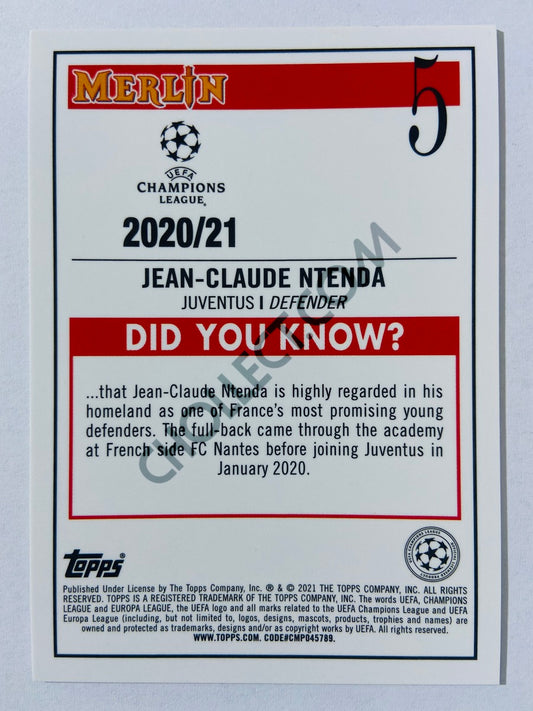 MERLIN
5
UEFA
CHAMPIONS
LEAGUE®
2020/21
JEAN-CLAUDE NTENDA
JUVENTUS | DEFENDER
DID YOU KNOW?
...that Jean-Claude Ntenda is highly regarded in his
homeland as one of France's most promising young
defenders. The full-back came through the academy
at French side FC Nantes before joining Juventus in
January 2020.
CHOLLECT.COM
Topps®
Published Under License by The Topps Company, Inc. ® & © 2021 THE TOPPS COMPANY, INC. ALL RIGHTS
RESERVED. TOPPS IS A REGISTERED TRADEMARK OF THE TOPPS COMPANY, INC. The words UEFA, CHAMPIONS
LEAGUE and EUROPA LEAGUE, the UEFA logo and all marks related to the UEFA Champions League and UEFA
Europa League (including, but not limited to, logos, designs, mascots, products, trophies and names) are
owned and protected as trademarks, designs and/or as copyright works by UEFA. All rights reserved.
WWW.TOPPS.COM. CODE#CMP045789.